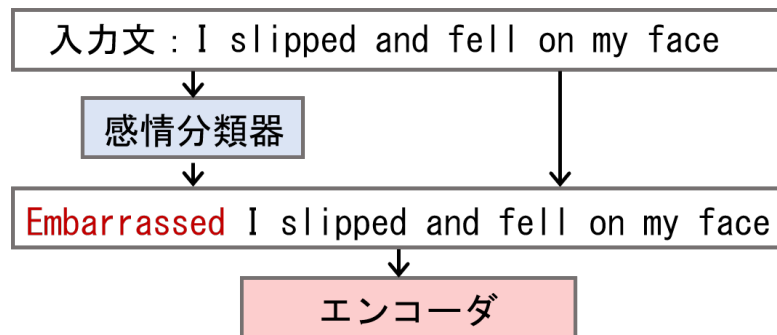 入力文：I slipped and fell on my face
感情分類器
Embarrassed I slipped and fell on my face
エンコーダ